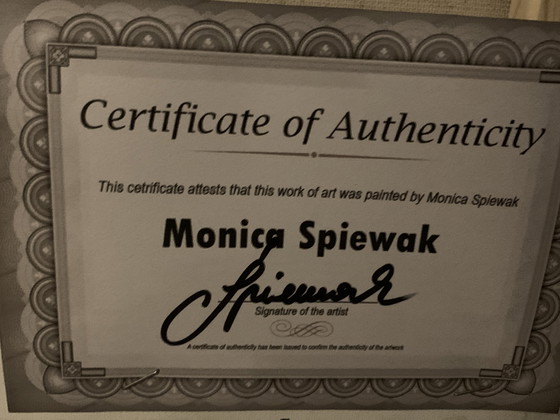 Certificate of Authenticity
This cetrificate attests that this work of art was painted by Monica Spiewak
Monica Spiewak
Spiewak
Signature of the artist
A certificate of authenticity has been issued to confirm the authenticity of the artwork